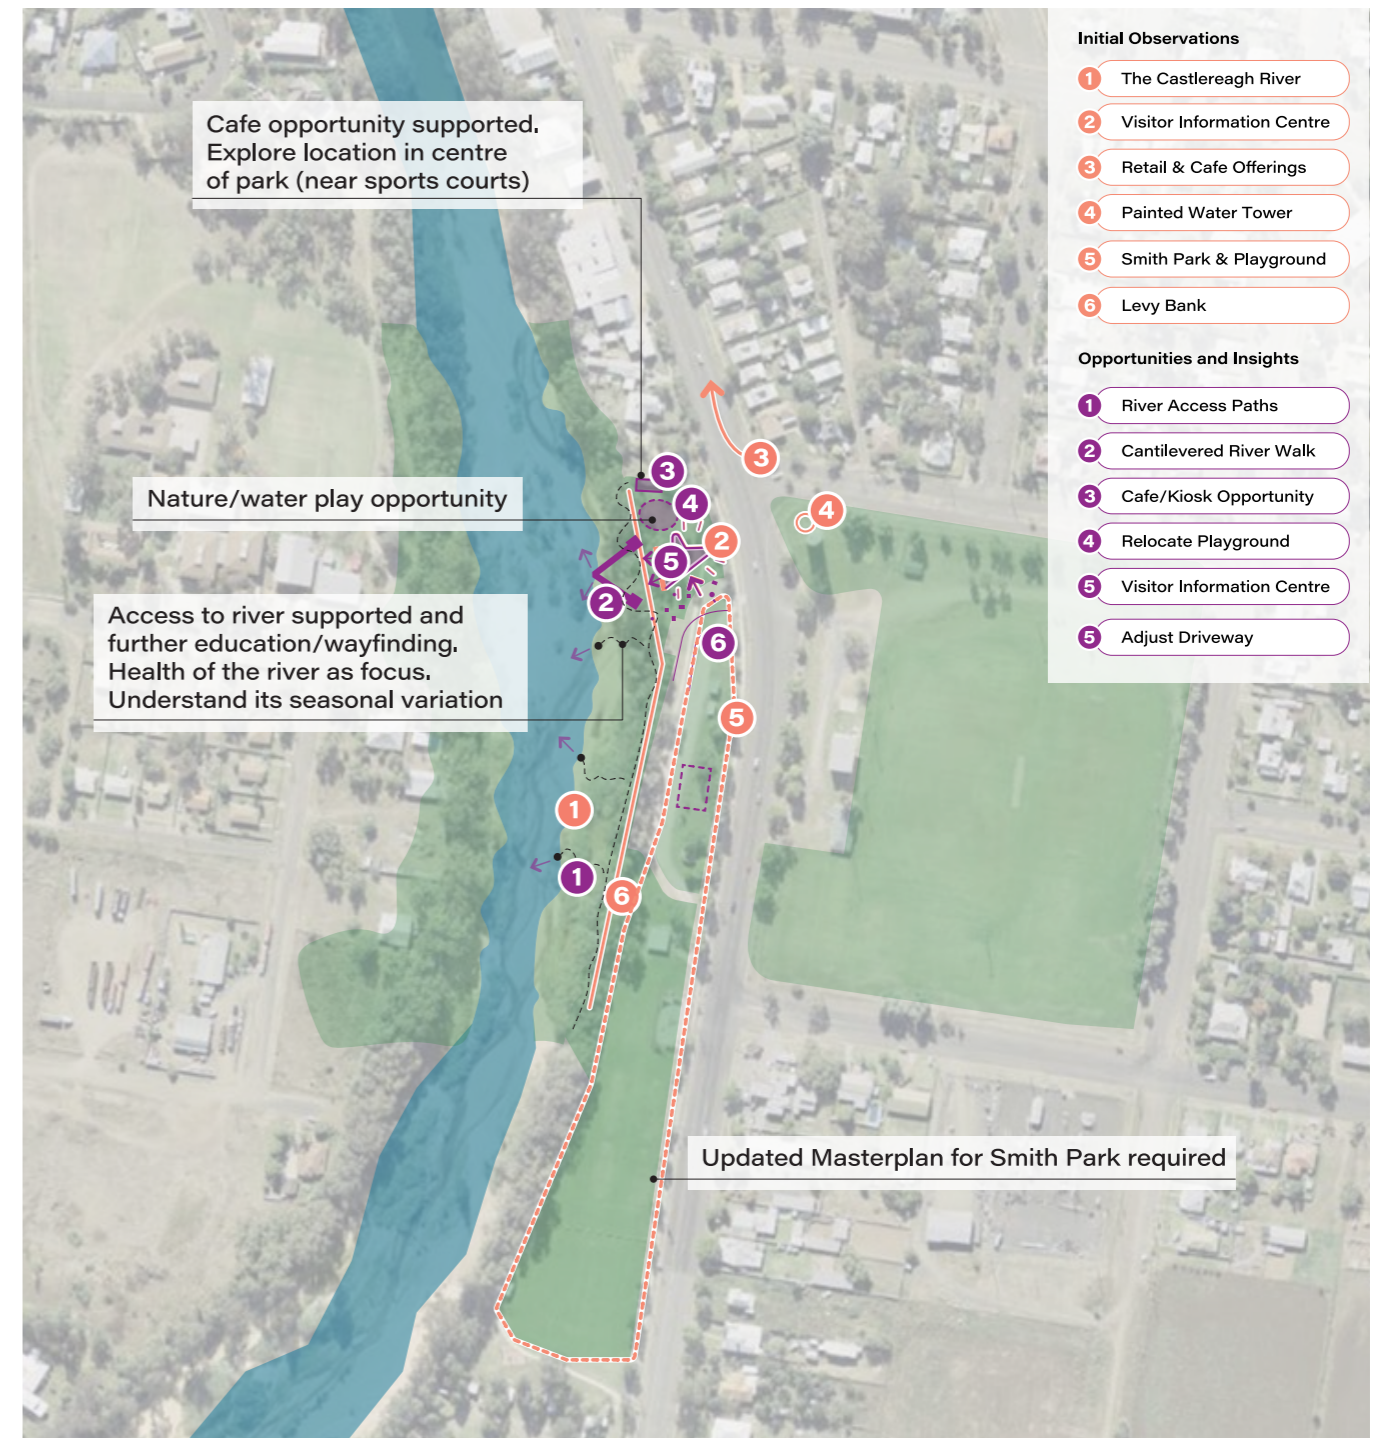 Initial Observations
1 The Castlereagh River
2 Visitor Information Centre
3 Retail & Cafe Offerings
4 Painted Water Tower
5 Smith Park & Playground
6 Levy Bank
Opportunities and Insights
1 River Access Paths
2 Cantilevered River Walk
3 Cafe/Kiosk Opportunity
4 Relocate Playground
5 Visitor Information Centre
5 Adjust Driveway
Cafe opportunity supported.
Explore location in centre
of park (near sports courts)
Nature/water play opportunity
Access to river supported and
further education/wayfinding.
Health of the river as focus.
Understand its seasonal variation
Updated Masterplan for Smith Park required
3
3
4
4
2
5
2
6
5
1
1
6